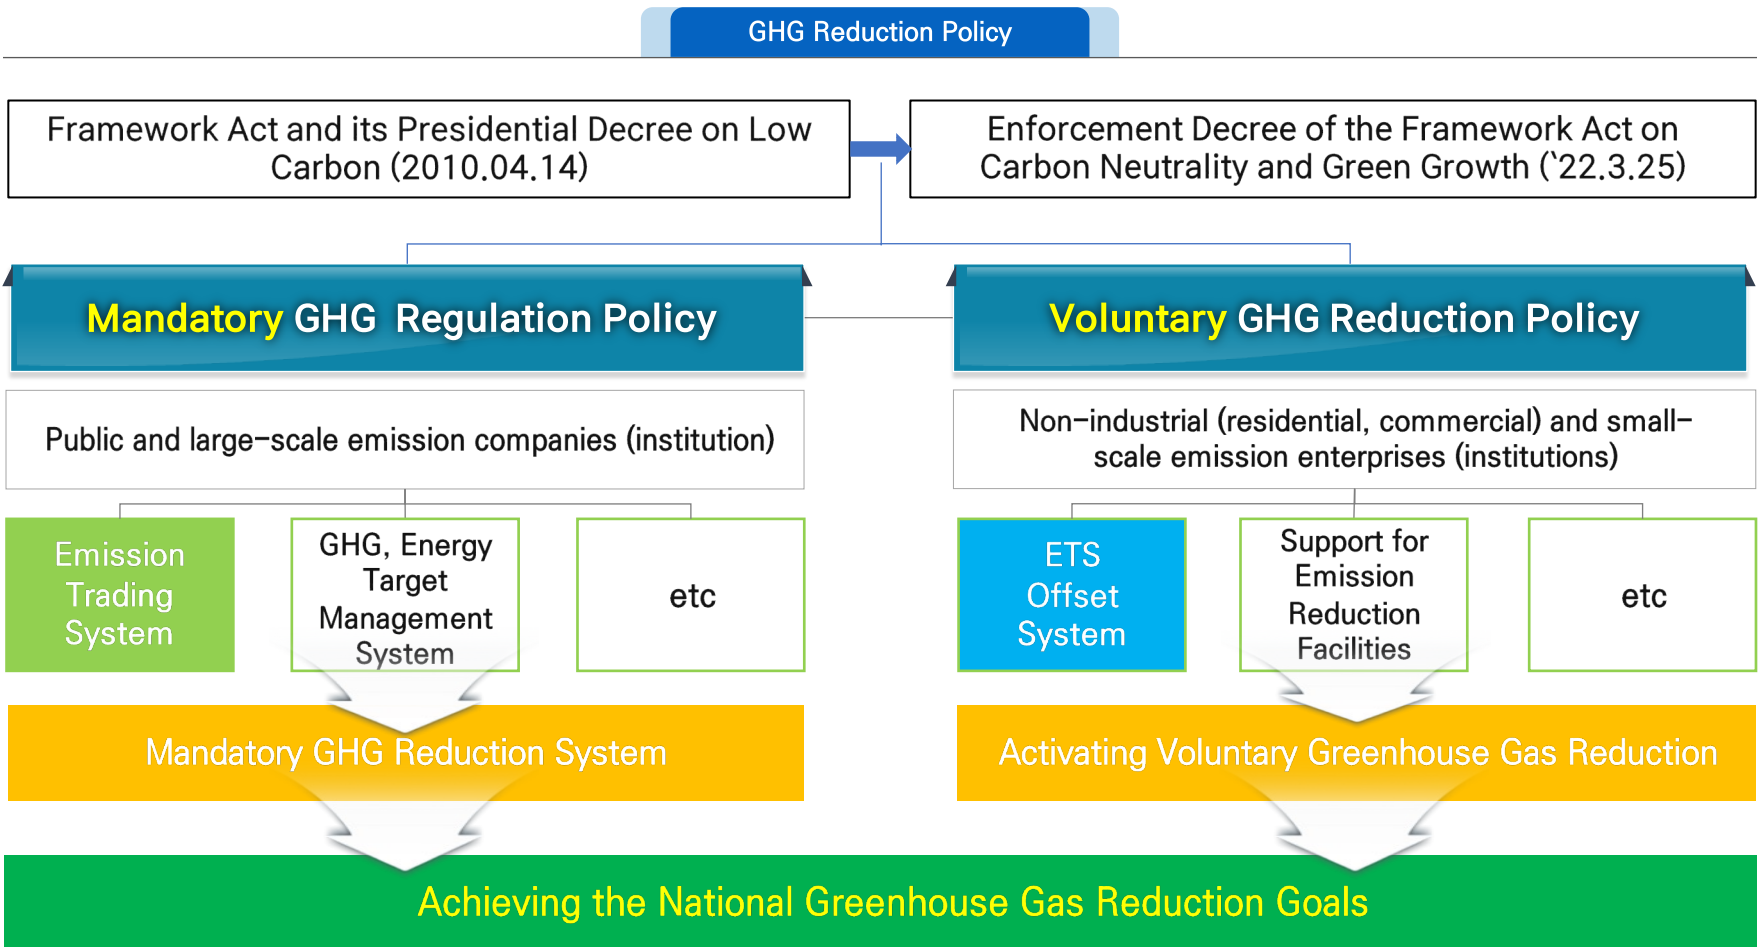 GHG Reduction Policy
Framework Act and its Presidential Decree on Low
Carbon (2010.04.14)
Enforcement Decree of the Framework Act on
Carbon Neutrality and Green Growth (`22.3.25)
Mandatory GHG Regulation Policy
Voluntary GHG Reduction Policy
Public and large-scale emission companies (institution)
Non-industrial (residential, commercial) and small-
scale emission enterprises (institutions)
Emission
Trading
System
GHG, Energy
Target
Management
System
etc
ETS
Offset
System
Support for
Emission
Reduction
Facilities
etc
Mandatory GHG Reduction System
Activating Voluntary Greenhouse Gas Reduction
Achieving the National Greenhouse Gas Reduction Goals